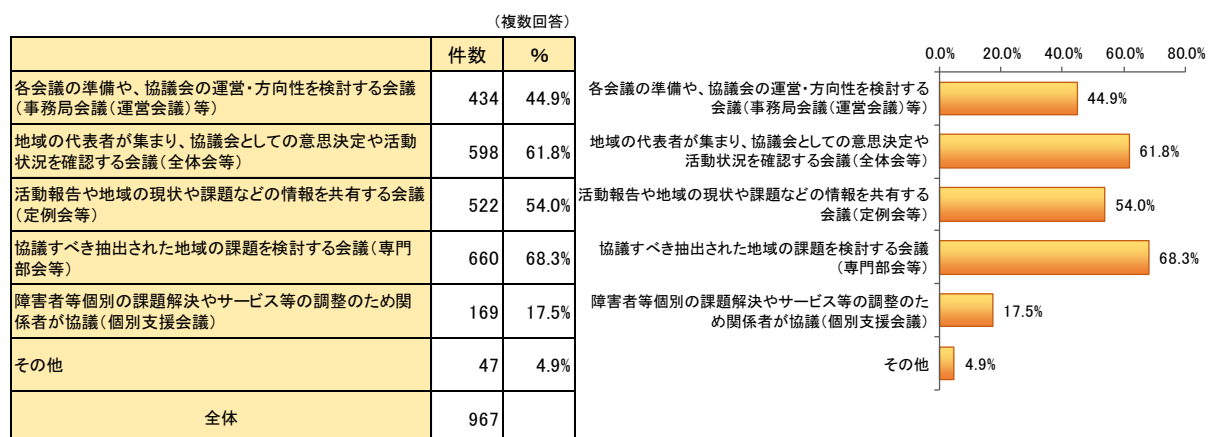 （複数回答）
件数 %
各会議の準備や、協議会の運営・方向性を検討する会議
（事務局会議（運営会議）等）
434 44.9%
地域の代表者が集まり、協議会としての意思決定や活動
状況を確認する会議（全体会等）
598 61.8%
活動報告や地域の現状や課題などの情報を共有する会議
（定例会等）
522 54.0%
協議すべき抽出された地域の課題を検討する会議（専門
部会等）
660 68.3%
障害者等個別の課題解決やサービス等の調整のため関
係者が協議（個別支援会議）
169 17.5%
その他
47 4.9%
全体
967
0.0% 20.0% 40.0% 60.0% 80.0%
各会議の準備や、協議会の運営・方向性を検討する
会議（事務局会議（運営会議）等）
44.9%
地域の代表者が集まり、協議会としての意思決定や
活動状況を確認する会議（全体会等）
61.8%
活動報告や地域の現状や課題などの情報を共有する
会議（定例会等）
54.0%
協議すべき抽出された地域の課題を検討する会議
（専門部会等）
68.3%
障害者等個別の課題解決やサービス等の調整のた
め関係者が協議（個別支援会議）
17.5%
その他
4.9%